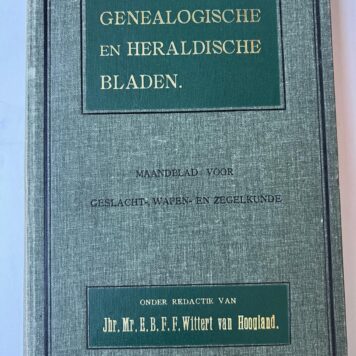 GENEALOGISCHE
EN HERALDISCHE
BLADEN.
MAANDBLAD VOOR
GESLACHT-, WAPEN- EN ZEGELKUNDE
ONDER REDACTIE VAN
Jhr. Mr. E. B. F. F. Wittert van Hoogland.